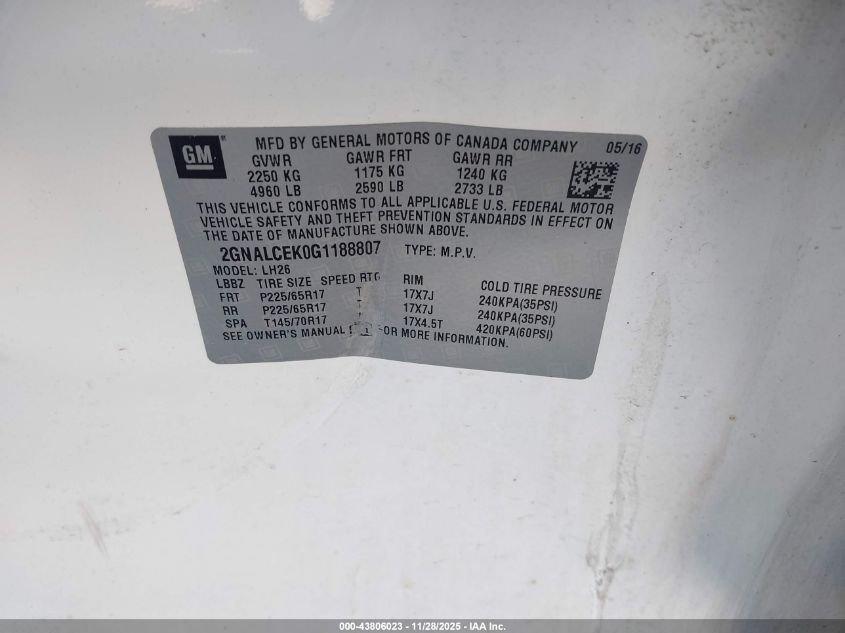 GM ® MFD BY GENERAL MOTORS OF CANADA COMPANY 05/16
GVWR GAWR FRT GAWR RR
2250 KG 1175 KG 1240 KG
4960 LB 2590 LB 2733 LB
THIS VEHICLE CONFORMS TO ALL APPLICABLE U.S. FEDERAL MOTOR
VEHICLE SAFETY AND THEFT PREVENTION STANDARDS IN EFFECT ON
THE DATE OF MANUFACTURE SHOWN ABOVE.
2GNALCEK0G1188807 TYPE: M.P.V.
MODEL: LH26
LBBZ TIRE SIZE SPEED RTG RIM COLD TIRE PRESSURE
FRT P225/65R17 T 17X7J 240KPA(35PSI)
RR P225/65R17 17X7J 240KPA(35PSI)
SPA T145/70R17 17X4.5T 420KPA(60PSI)
SEE OWNER'S MANUAL FOR MORE INFORMATION.
000-43806023 — 11/28/2025 — IAA Inc.